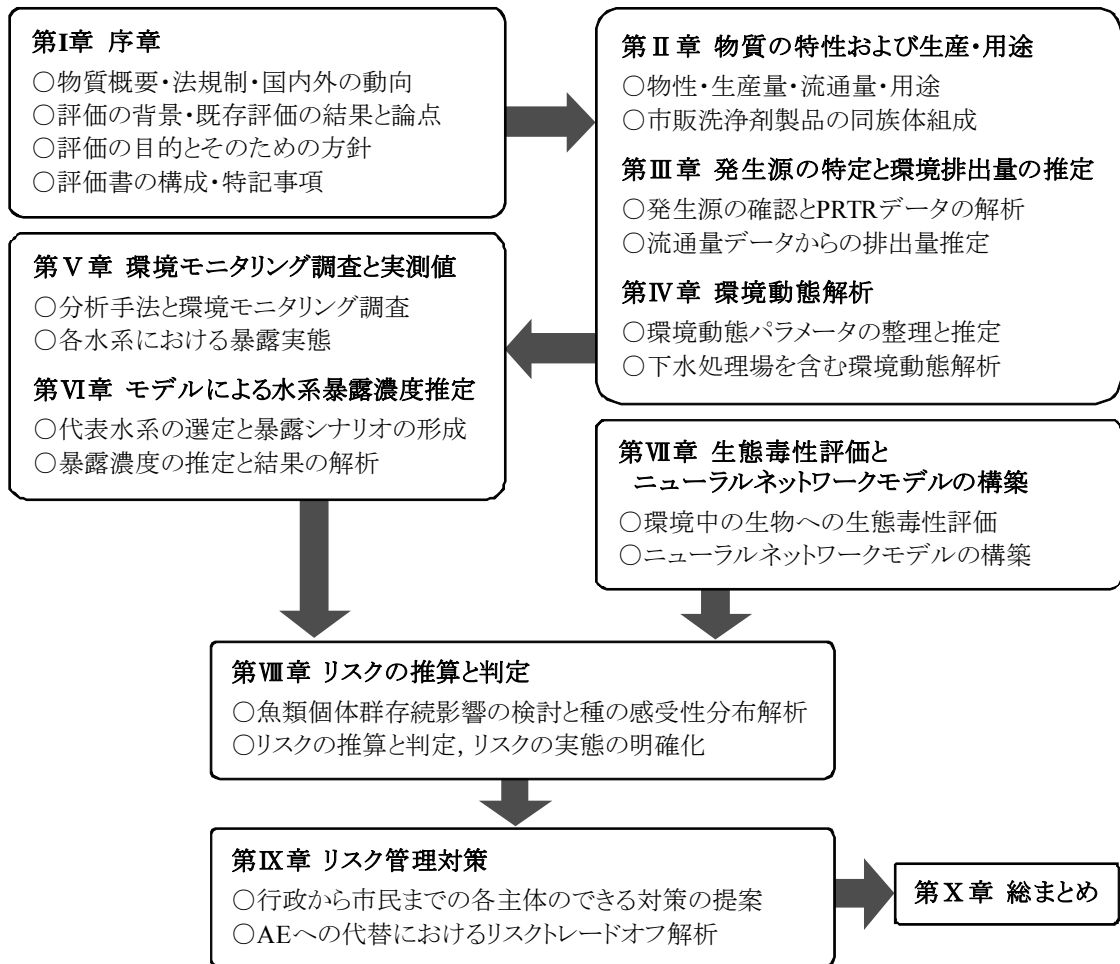 第I章 序章
○物質概要・法規制・国内外の動向
○評価の背景・既存評価の結果と論点
○評価の目的とそのための方針
○評価書の構成・特記事項
第Ⅱ章 物質の特性および生産・用途
○物性・生産量・流通量・用途
○市販洗浄剤製品の同族体組成
第Ⅲ章 発生源の特定と環境排出量の推定
○発生源の確認とPRTRデータの解析
○流通量データからの排出量推定
第Ⅳ章 環境動態解析
○環境動態パラメータの整理と推定
○下水処理場を含む環境動態解析
第Ⅴ章 環境モニタリング調査と実測値
○分析手法と環境モニタリング調査
○各水系における暴露実態
第Ⅵ章 モデルによる水系暴露濃度推定
○代表水系の選定と暴露シナリオの形成
○暴露濃度の推定と結果の解析
第Ⅶ章 生態毒性評価と
ニューラルネットワークモデルの構築
○環境中の生物への生態毒性評価
○ニューラルネットワークモデルの構築
第Ⅷ章 リスクの推算と判定
○魚類個体群存続影響の検討と種の感受性分布解析
○リスクの推算と判定, リスクの実態の明確化
第Ⅸ章 リスク管理対策
○行政から市民までの各主体のできる対策の提案
○AEへの代替におけるリスクトレードオフ解析
第Ⅹ章 総まとめ